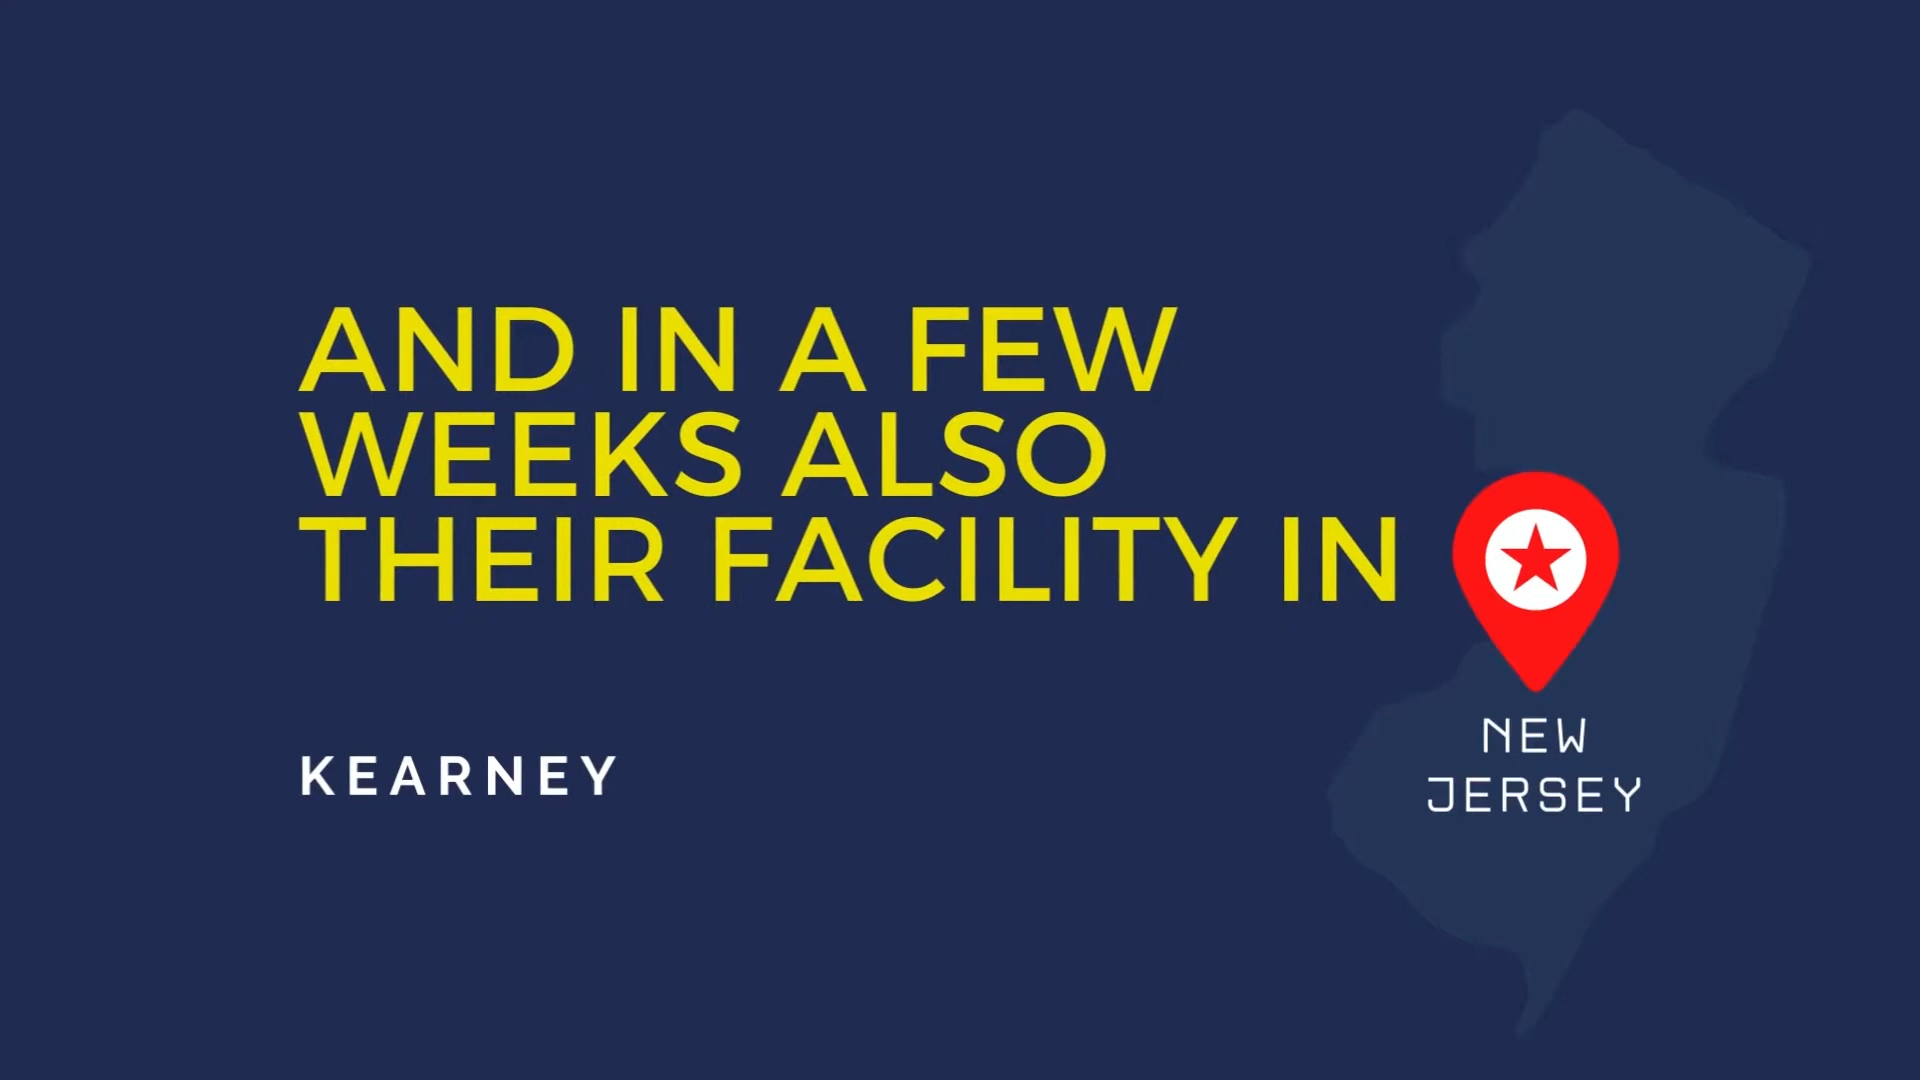 AND IN A FEW
WEEKS ALSO
THEIR FACILITY IN
KEARNEY
NEW
JERSEY